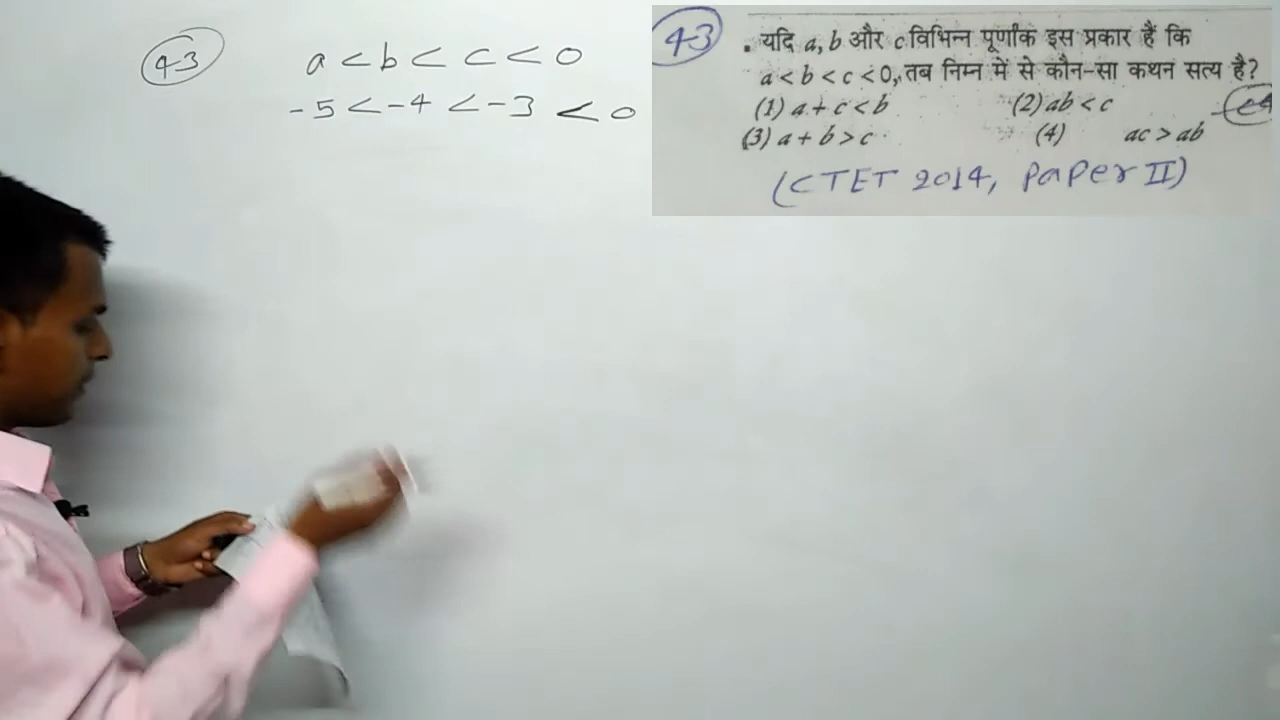 43
a < b < c < 0
-5 < -4 < -3 < 0
43
. यदि a, b और c विभिन्न पूर्णांक इस प्रकार हैं कि
a < b < c < 0, तब निम्न में से कौन-सा कथन सत्य है?
(1) a + c < b (2) ab < c
(3) a + b > c (4) ac > ab
(CTET 2014, Paper II)